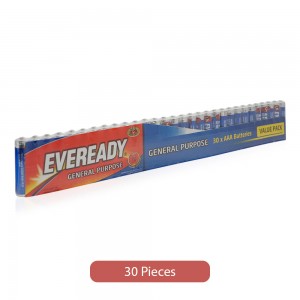 EVEREADY
GENERAL PURPOSE
GENERAL PURPOSE 30 x AAA Batteries
VALUE PACK
30 Pieces